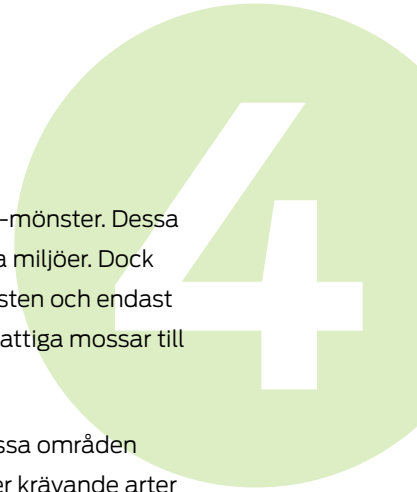 4
-mönster. Dessa
a miljöer. Dock
sten och endast
attiga mossar till
ssa områden
er krävande arter